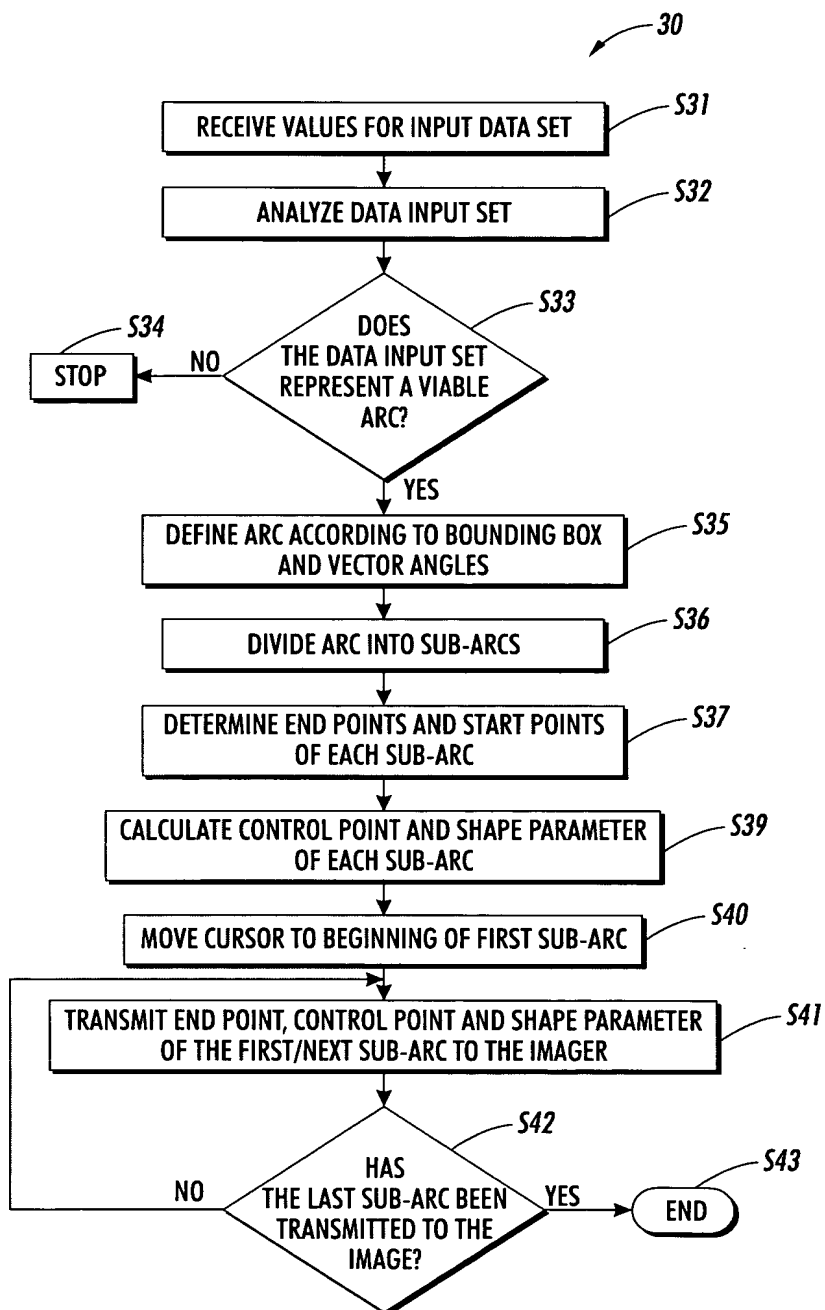 30
S31
RECEIVE VALUES FOR INPUT DATA SET
S32
ANALYZE DATA INPUT SET
S33
DOES
THE DATA INPUT SET
REPRESENT A VIABLE
ARC?
S34
NO
STOP
YES
S35
DEFINE ARC ACCORDING TO BOUNDING BOX
AND VECTOR ANGLES
S36
DIVIDE ARC INTO SUB-ARCS
S37
DETERMINE END POINTS AND START POINTS
OF EACH SUB-ARC
S39
CALCULATE CONTROL POINT AND SHAPE PARAMETER
OF EACH SUB-ARC
S40
MOVE CURSOR TO BEGINNING OF FIRST SUB-ARC
S41
TRANSMIT END POINT, CONTROL POINT AND SHAPE PARAMETER
OF THE FIRST/NEXT SUB-ARC TO THE IMAGER
S42
HAS
THE LAST SUB-ARC BEEN
TRANSMITTED TO THE
IMAGE?
NO
YES
S43
END